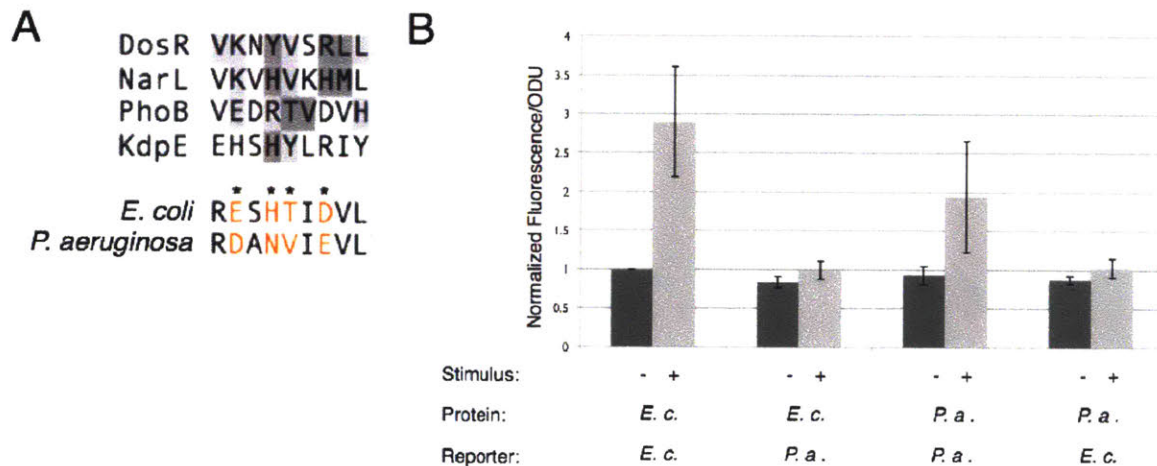 A
DosR VKNYVSRLL
NarL VKVHVKHML
PhoB VEDRTVDVH
KdpE EHSHYLRIY
* * * *
E. coli RESHTIDVL
P. aeruginosa RDANVIEVL
B
Normalized Fluorescence/ODU
4
3.5
3
2.5
2
1.5
1
0.5
0
Stimulus: - + - + - + - +
Protein: E. c. E. c. P. a. P. a.
Reporter: E. c. P. a. P. a. E. c.